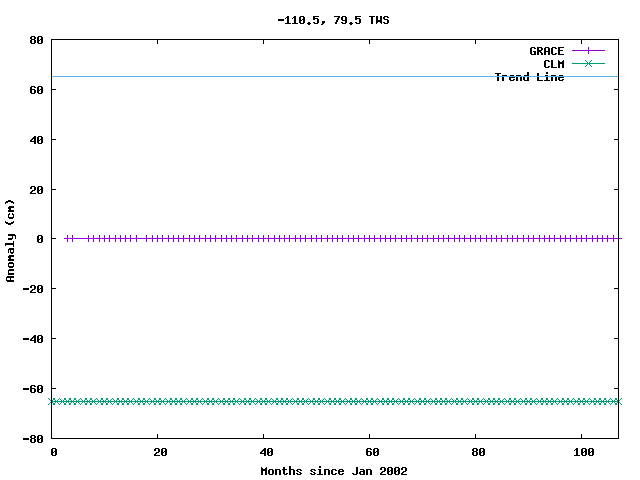 -110.5, 79.5 TWS
GRACE
CLM
Trend Line
80
60
40
20
0
-20
-40
-60
-80
Anomaly (cm)
0 20 40 60 80 100
Months since Jan 2002